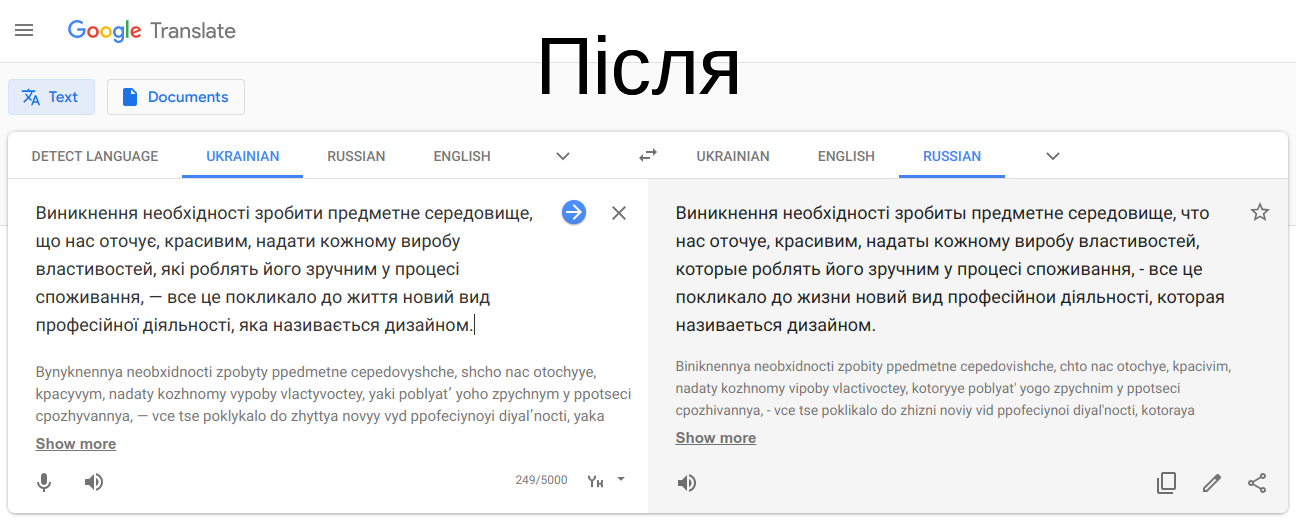 Google Translate
Після
Text
Documents
DETECT LANGUAGE
UKRAINIAN
RUSSIAN
ENGLISH
UKRAINIAN
ENGLISH
RUSSIAN
Виникнення необхідності зробити предметне середовище,
що нас оточує, красивим, надати кожному виробу
властивостей, які роблять його зручним у процесі
споживання, — все це покликало до життя новий вид
професійної діяльності, яка називається дизайном.
Bynyknennya neobxidnocti zpobyty ppedmetne cepedovyshche, shcho nac otochyye,
kpacyvym, nadaty kozhnomy vypoby vlactyvoctey, yaki poblyatʹ yoho zpychnym y ppotseci
cpozhyvannya, — vce tse poklykalo do zhyttya novyy vyd ppofeciynoyi diyalʹnocti, yaka
Show more
249/5000
Ун
Виникнення необхідності зробиты предметне середовище, что
нас оточуе, красивим, надаты кожному виробу властивостей,
которые роблять його зручним у процесі споживання, - все це
покликало до жизни новий вид професійнои діяльності, которая
називаеться дизайном.
Biniknennya neobxidnocti zpobity ppedmetne cepedovishche, chto nac otochye, kpacivim,
nadaty kozhnomy vipoby vlactivoctey, kotoryye poblyat' yogo zpychnim y ppotseci
cpozhivannya, - vce tse poklikalo do zhizni noviy vid ppofeciynoi diyal'nocti, kotoraya
Show more